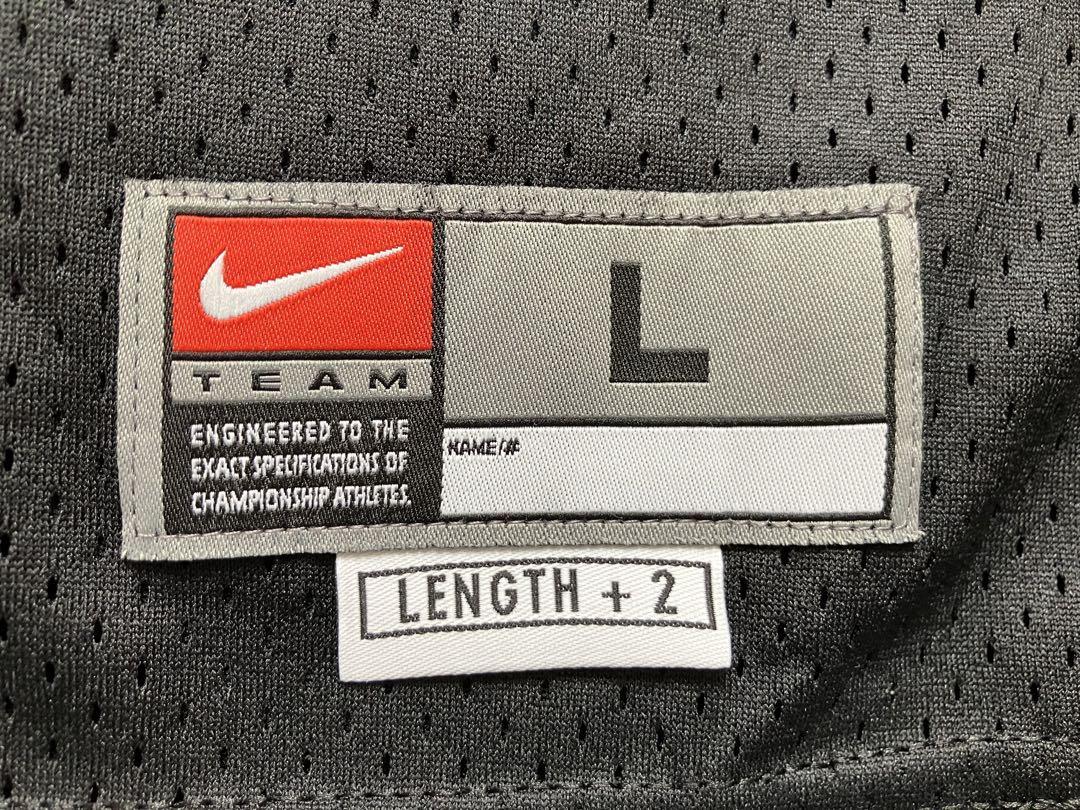 TEAM
ENGINEERED TO THE
EXACT SPECIFICATIONS OF
CHAMPIONSHIP ATHLETES.
L
NAME/#
LENGTH + 2